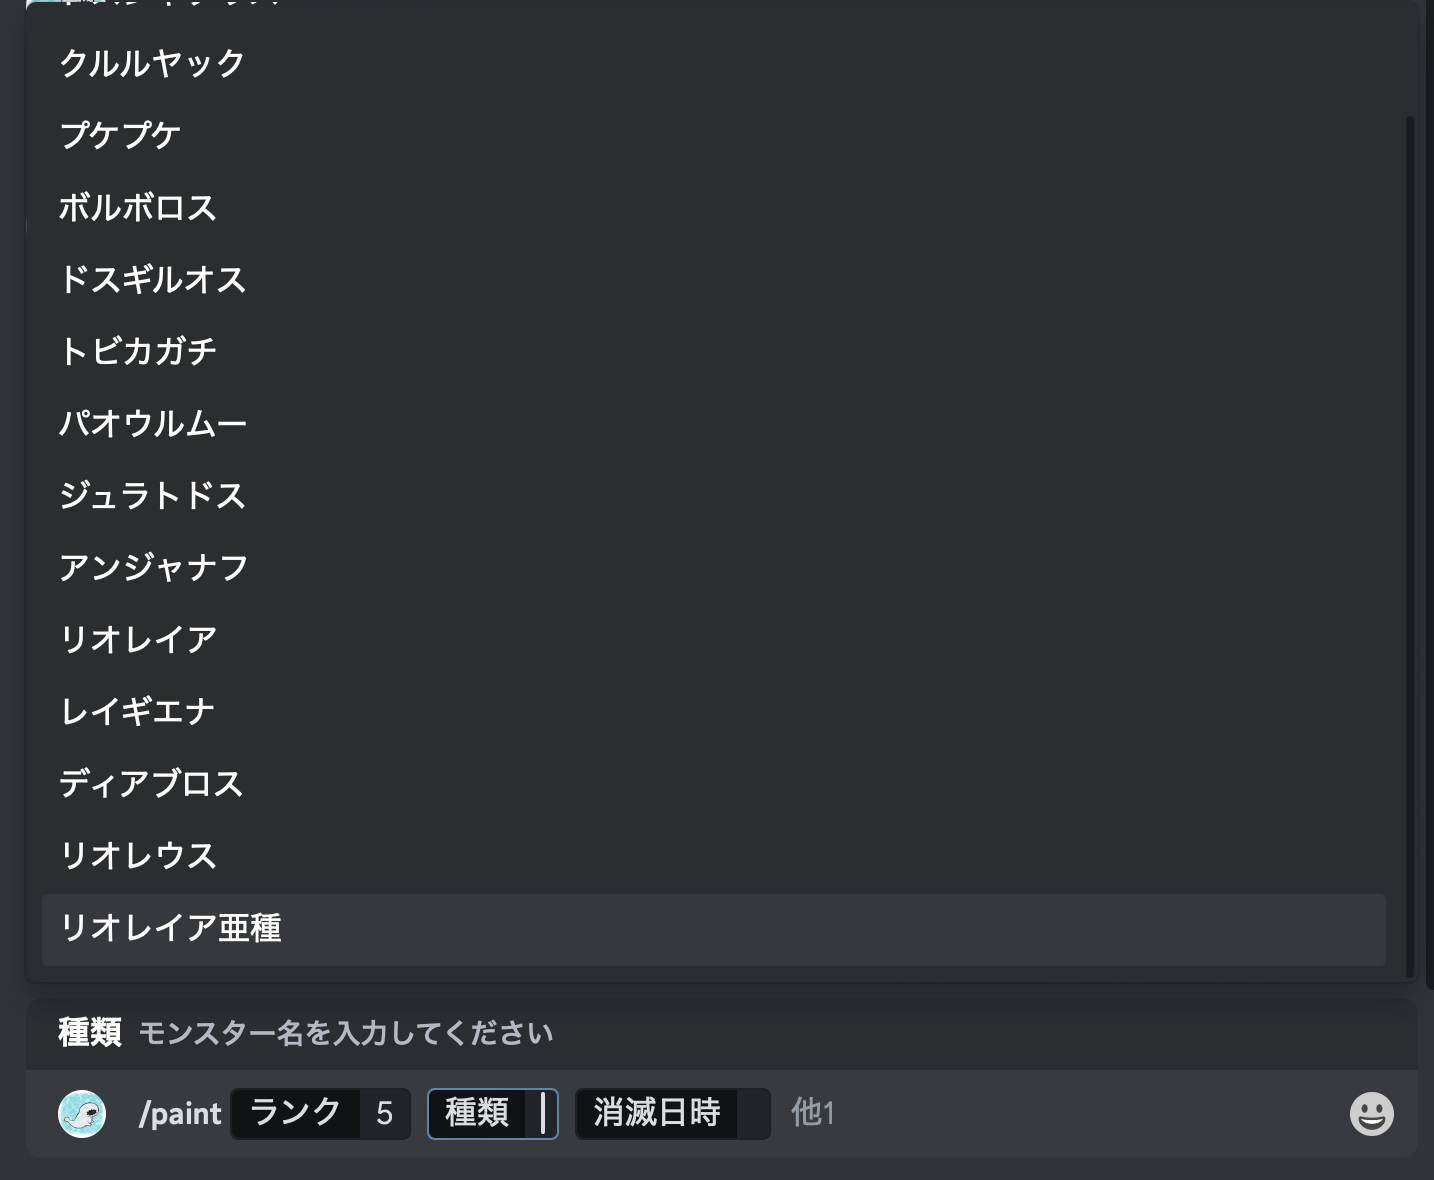 クルルヤック
プケプケ
ボルボロス
ドスギルオス
トビカガチ
パオウルムー
ジュラトドス
アンジャナフ
リオレイア
レイギエナ
ディアブロス
リオレウス
リオレイア亜種
種類 モンスター名を入力してください
/paint ランク 5 種類 消滅日時 他1